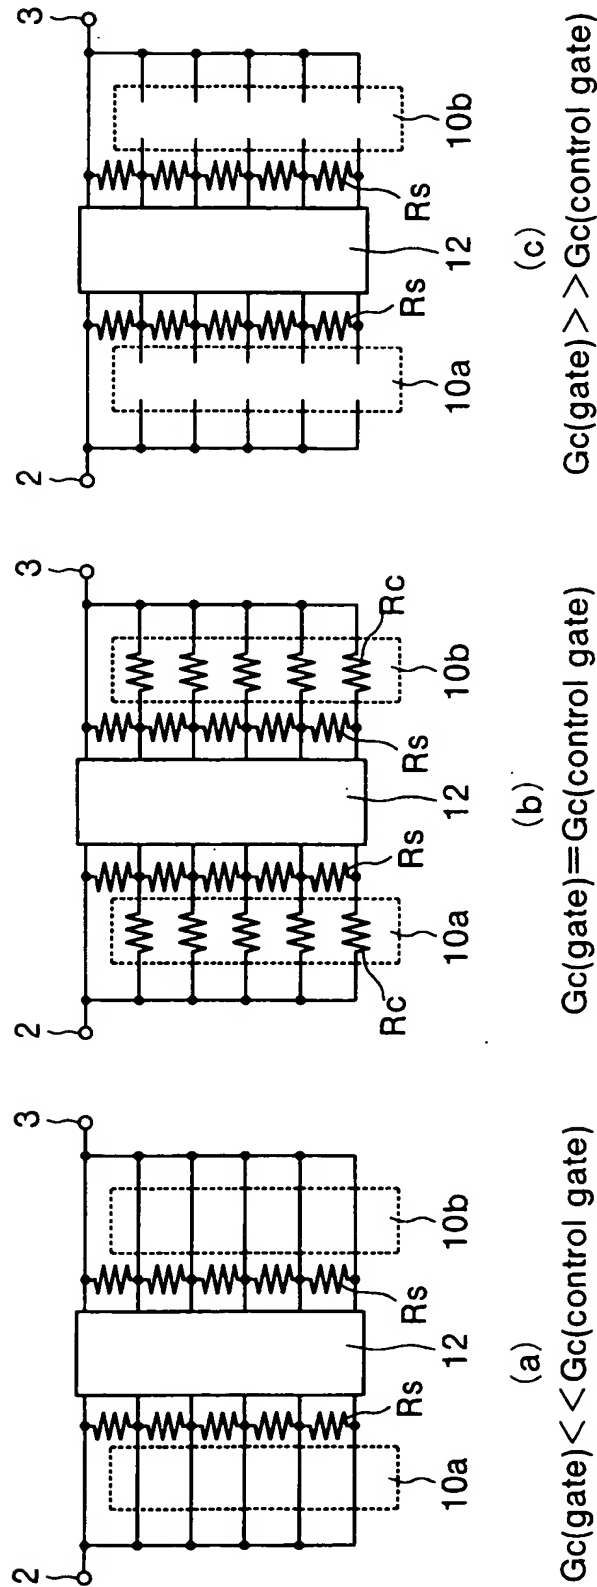 2
3
10a
Rs
12
Rs
10b
(a)
Gc(gate)<<Gc(control gate)
2
3
Rc
10a
Rs
12
Rs
10b
Rc
(b)
Gc(gate)=Gc(control gate)
2
3
10a
Rs
12
Rs
10b
(c)
Gc(gate)>>Gc(control gate)